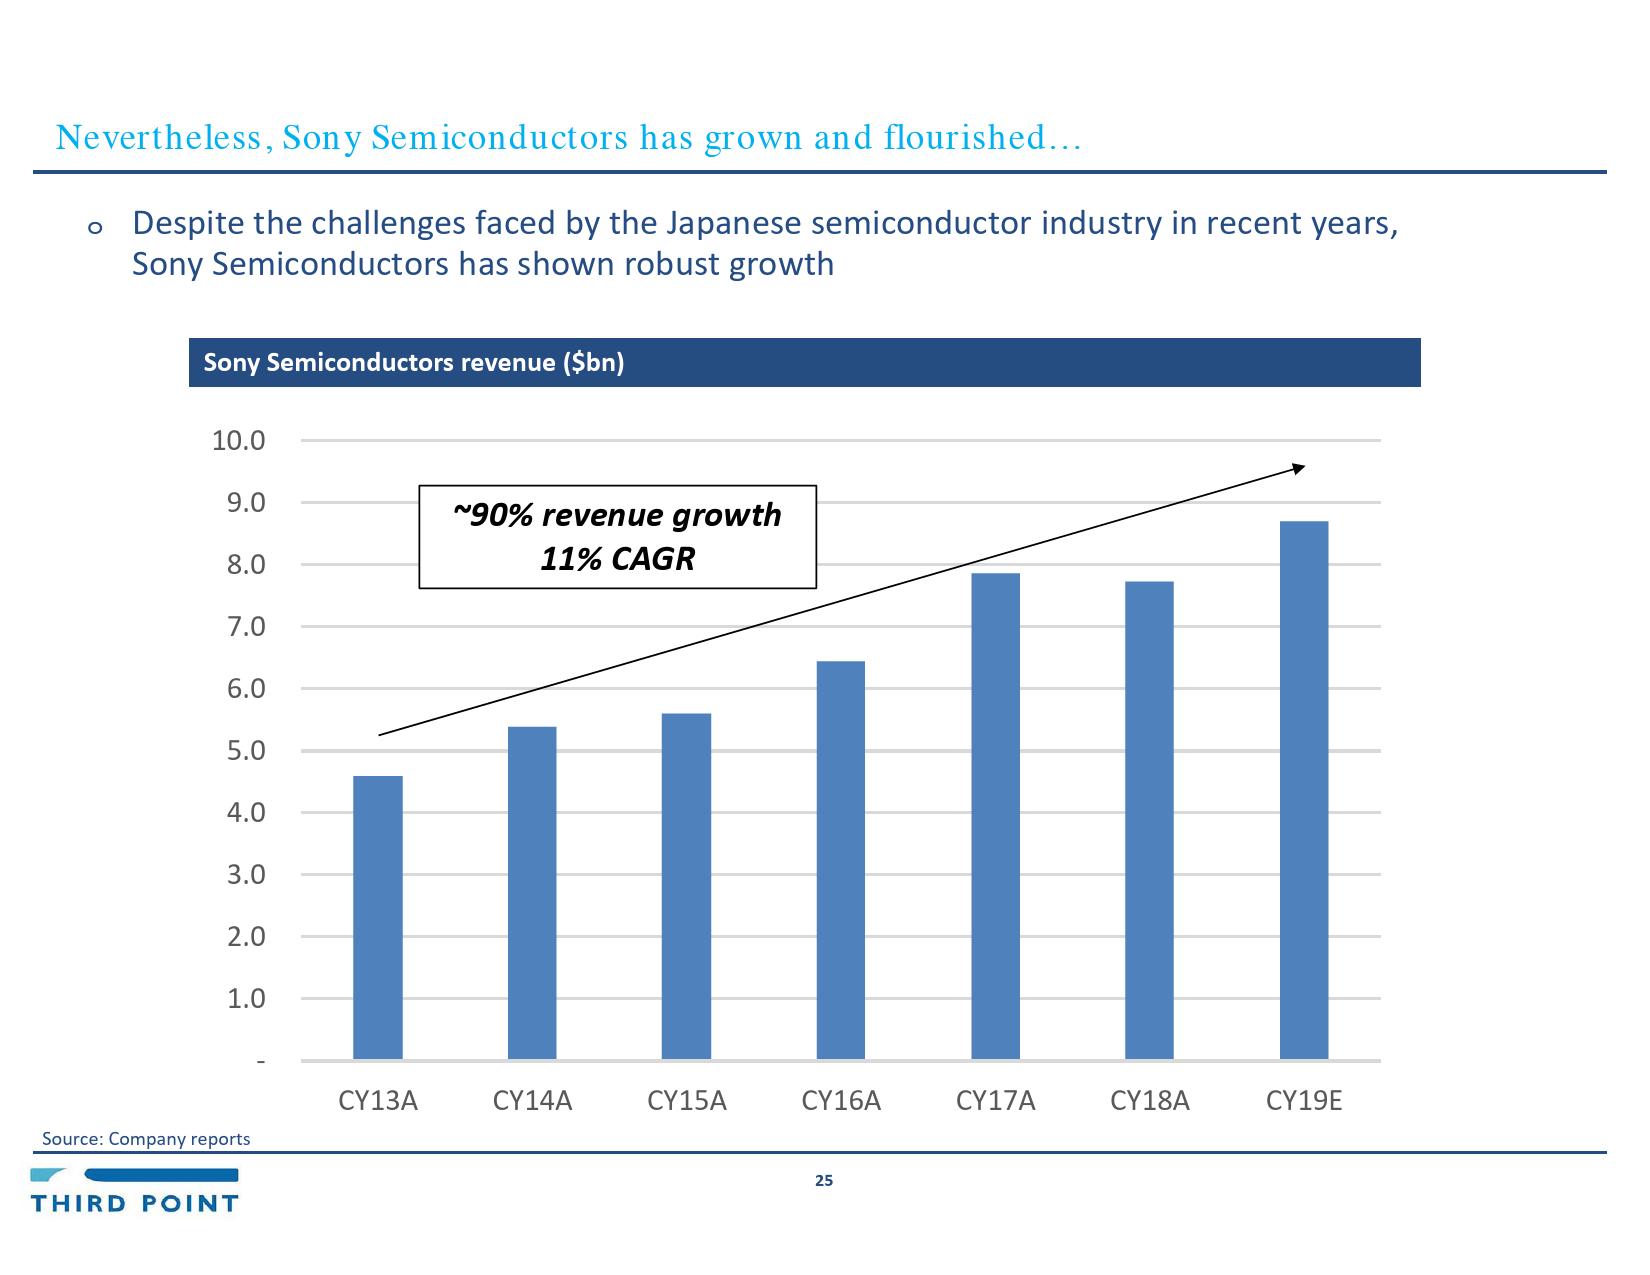 Nevertheless, Sony Semiconductors has grown and flourished…
o Despite the challenges faced by the Japanese semiconductor industry in recent years,
Sony Semiconductors has shown robust growth
Sony Semiconductors revenue ($bn)
10.0
9.0
8.0
7.0
6.0
5.0
4.0
3.0
2.0
1.0
-
~90% revenue growth
11% CAGR
CY13A CY14A CY15A CY16A CY17A CY18A CY19E
Source: Company reports
THIRD POINT
25